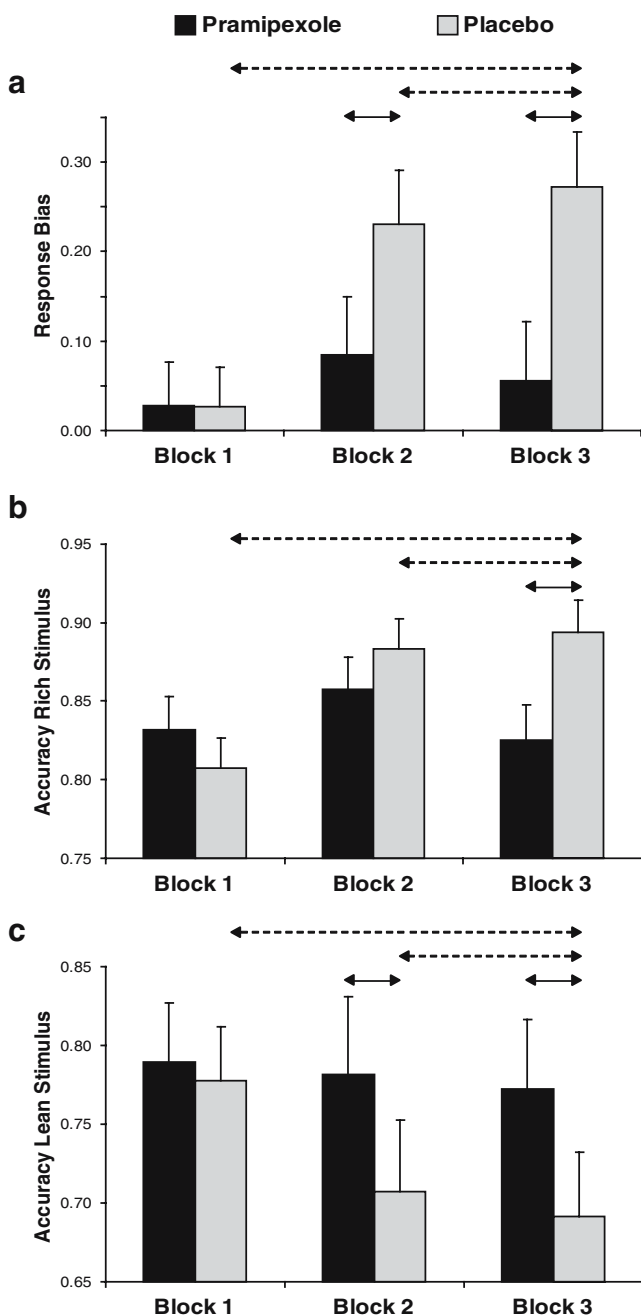 Pramipexole Placebo
a
Response Bias
0.30
0.20
0.10
0.00
Block 1 Block 2 Block 3
b
Accuracy Rich Stimulus
0.95
0.90
0.85
0.80
0.75
Block 1 Block 2 Block 3
c
Accuracy Lean Stimulus
0.85
0.80
0.75
0.70
0.65
Block 1 Block 2 Block 3